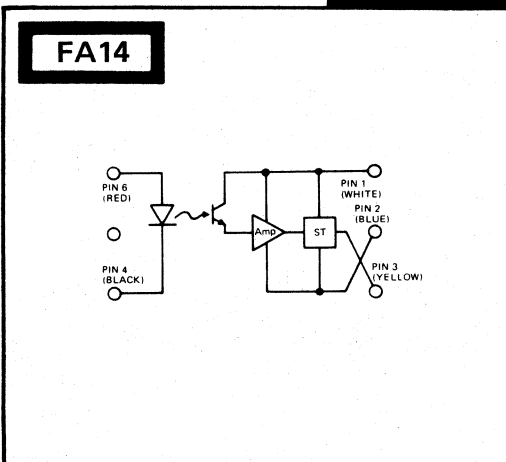 FA14
PIN 6
(RED)
PIN 4
(BLACK)
Amp
ST
PIN 1
(WHITE)
PIN 2
(BLUE)
PIN 3
(YELLOW)